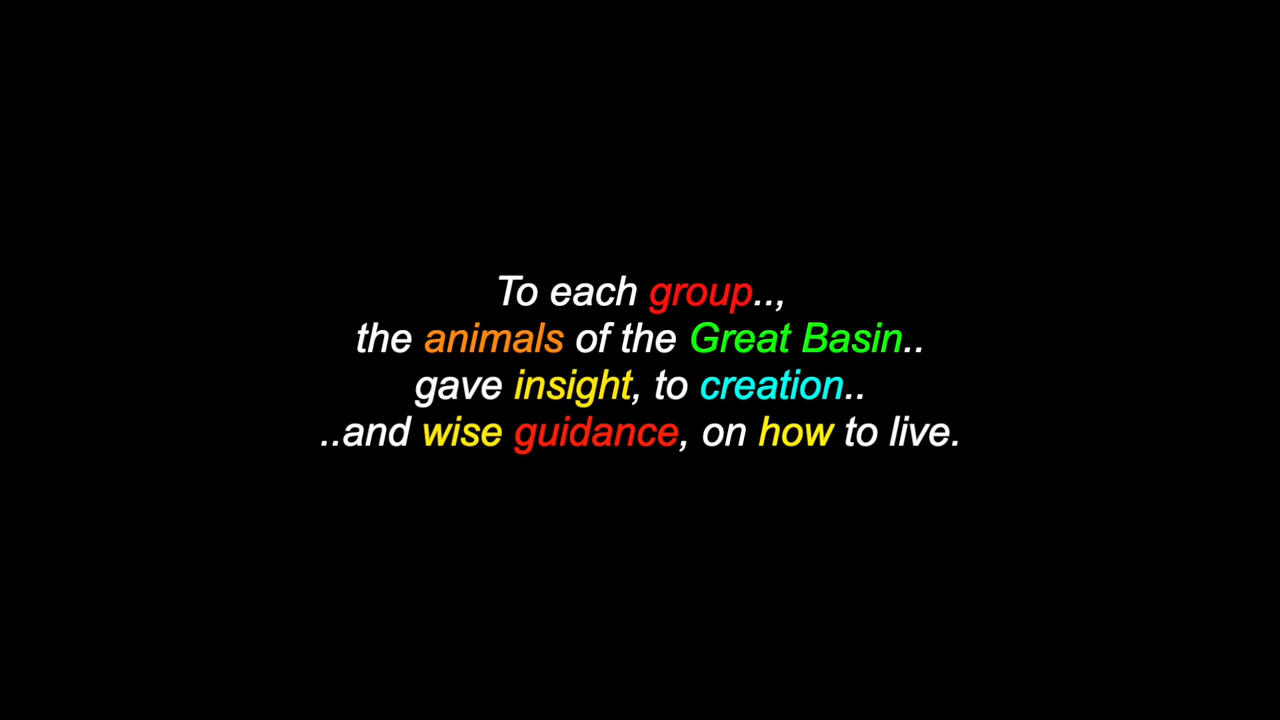 To each group..,
the animals of the Great Basin..
gave insight, to creation..
..and wise guidance, on how to live.